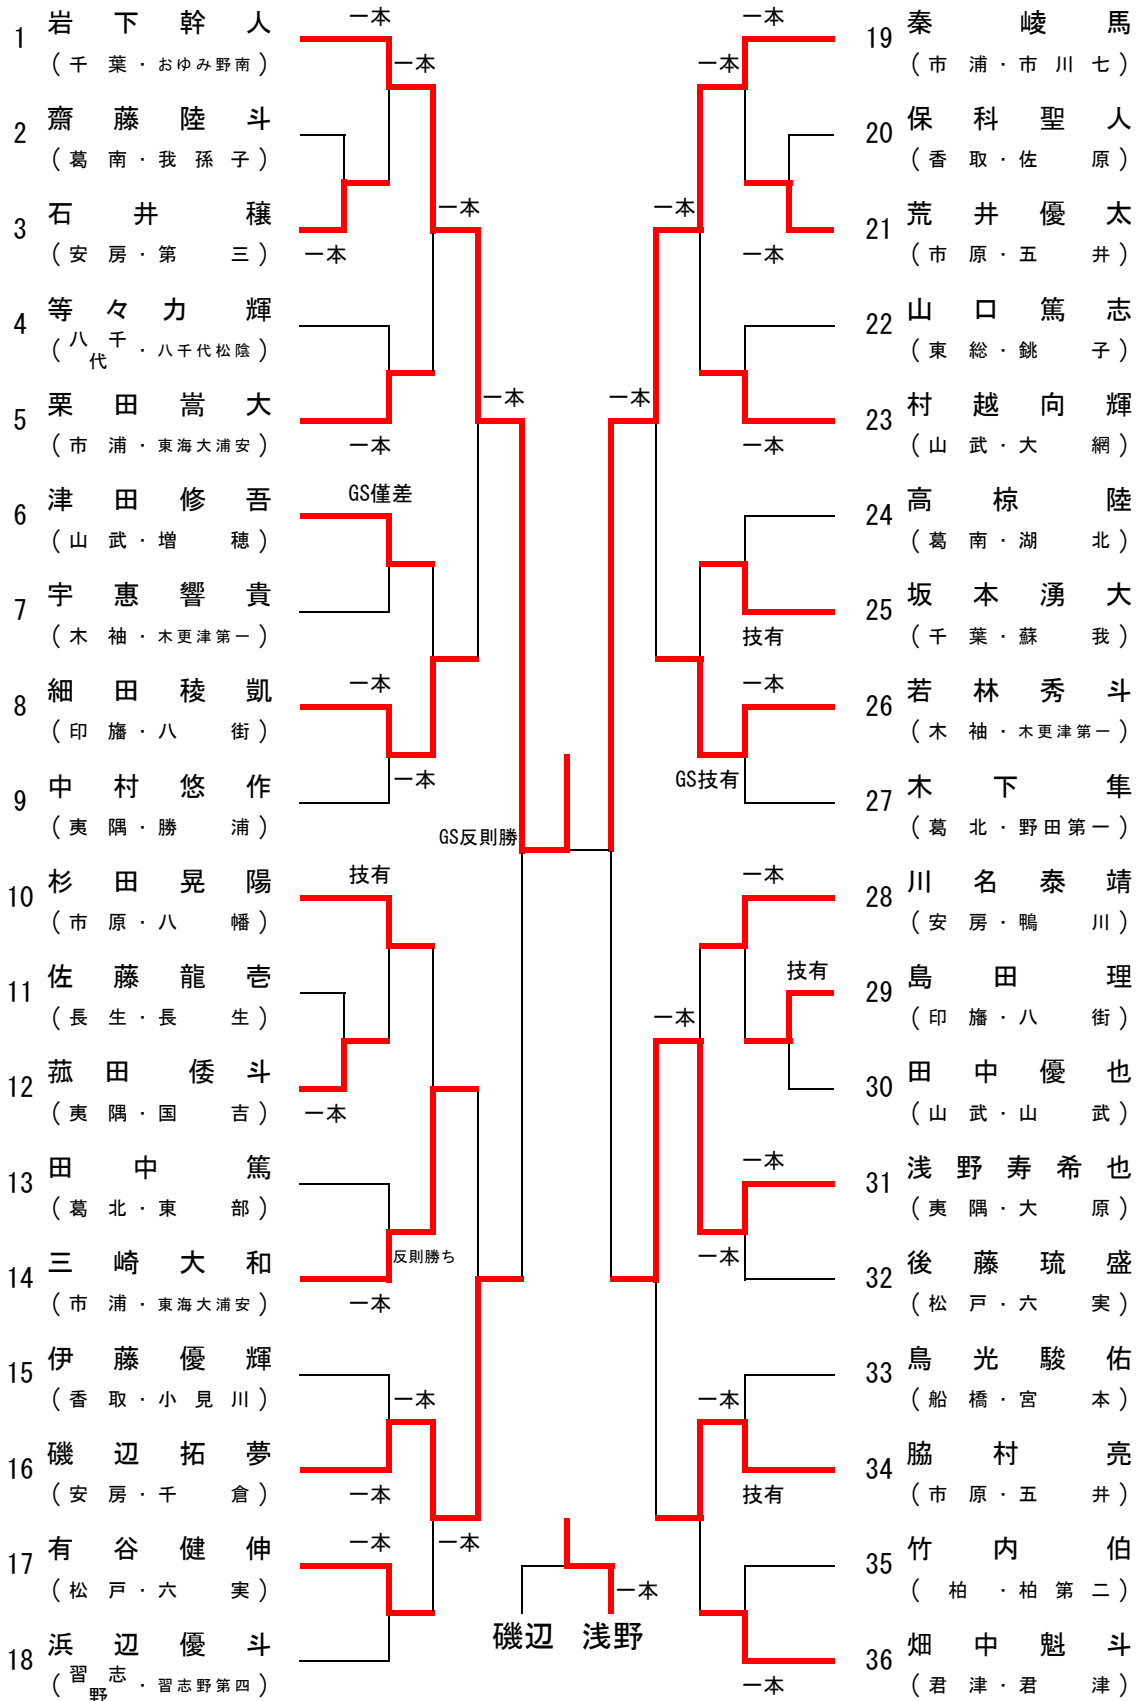 一本
1 岩下幹人
(千葉・おゆみ野南)
一本
2 齋藤陸斗
(葛南・我孫子)
3 石井穣
(安房・第三)
一本
一本
4 等々力輝
(八千代・八千代松陰)
5 栗田嵩大
(市浦・東海大浦安)
一本
一本
6 津田修吾
(山武・増穂)
GS僅差
7 宇惠響貴
(木袖・木更津第一)
8 細田稜凱
(印旛・八街)
一本
一本
9 中村悠作
(夷隅・勝浦)
GS反則勝
10 杉田晃陽
(市原・八幡)
技有
11 佐藤龍壱
(長生・長生)
12 菰田倭斗
(夷隅・国吉)
一本
13 田中篤
(葛北・東部)
反則勝ち
14 三崎大和
(市浦・東海大浦安)
一本
15 伊藤優輝
(香取・小見川)
一本
16 磯辺拓夢
(安房・千倉)
一本
17 有谷健伸
(松戸・六実)
一本
一本
18 浜辺優斗
(習志野・習志野第四)
一本
19 秦崚馬
(市浦・市川七)
一本
20 保科聖人
(香取・佐原)
21 荒井優太
(市原・五井)
一本
一本
22 山口篤志
(東総・銚子)
23 村越向輝
(山武・大網)
一本
一本
24 高椋陸
(葛南・湖北)
25 坂本湧大
(千葉・蘇我)
技有
26 若林秀斗
(木袖・木更津第一)
一本
GS技有
27 木下隼
(葛北・野田第一)
28 川名泰靖
(安房・鴨川)
一本
29 島田理
(印旛・八街)
技有
一本
30 田中優也
(山武・山武)
31 浅野寿希也
(夷隅・大原)
一本
一本
32 後藤琉盛
(松戸・六実)
33 鳥光駿佑
(船橋・宮本)
一本
34 脇村亮
(市原・五井)
技有
35 竹内伯
(柏・柏第二)
36 畑中魁斗
(君津・君津)
一本
一本
磯辺 浅野